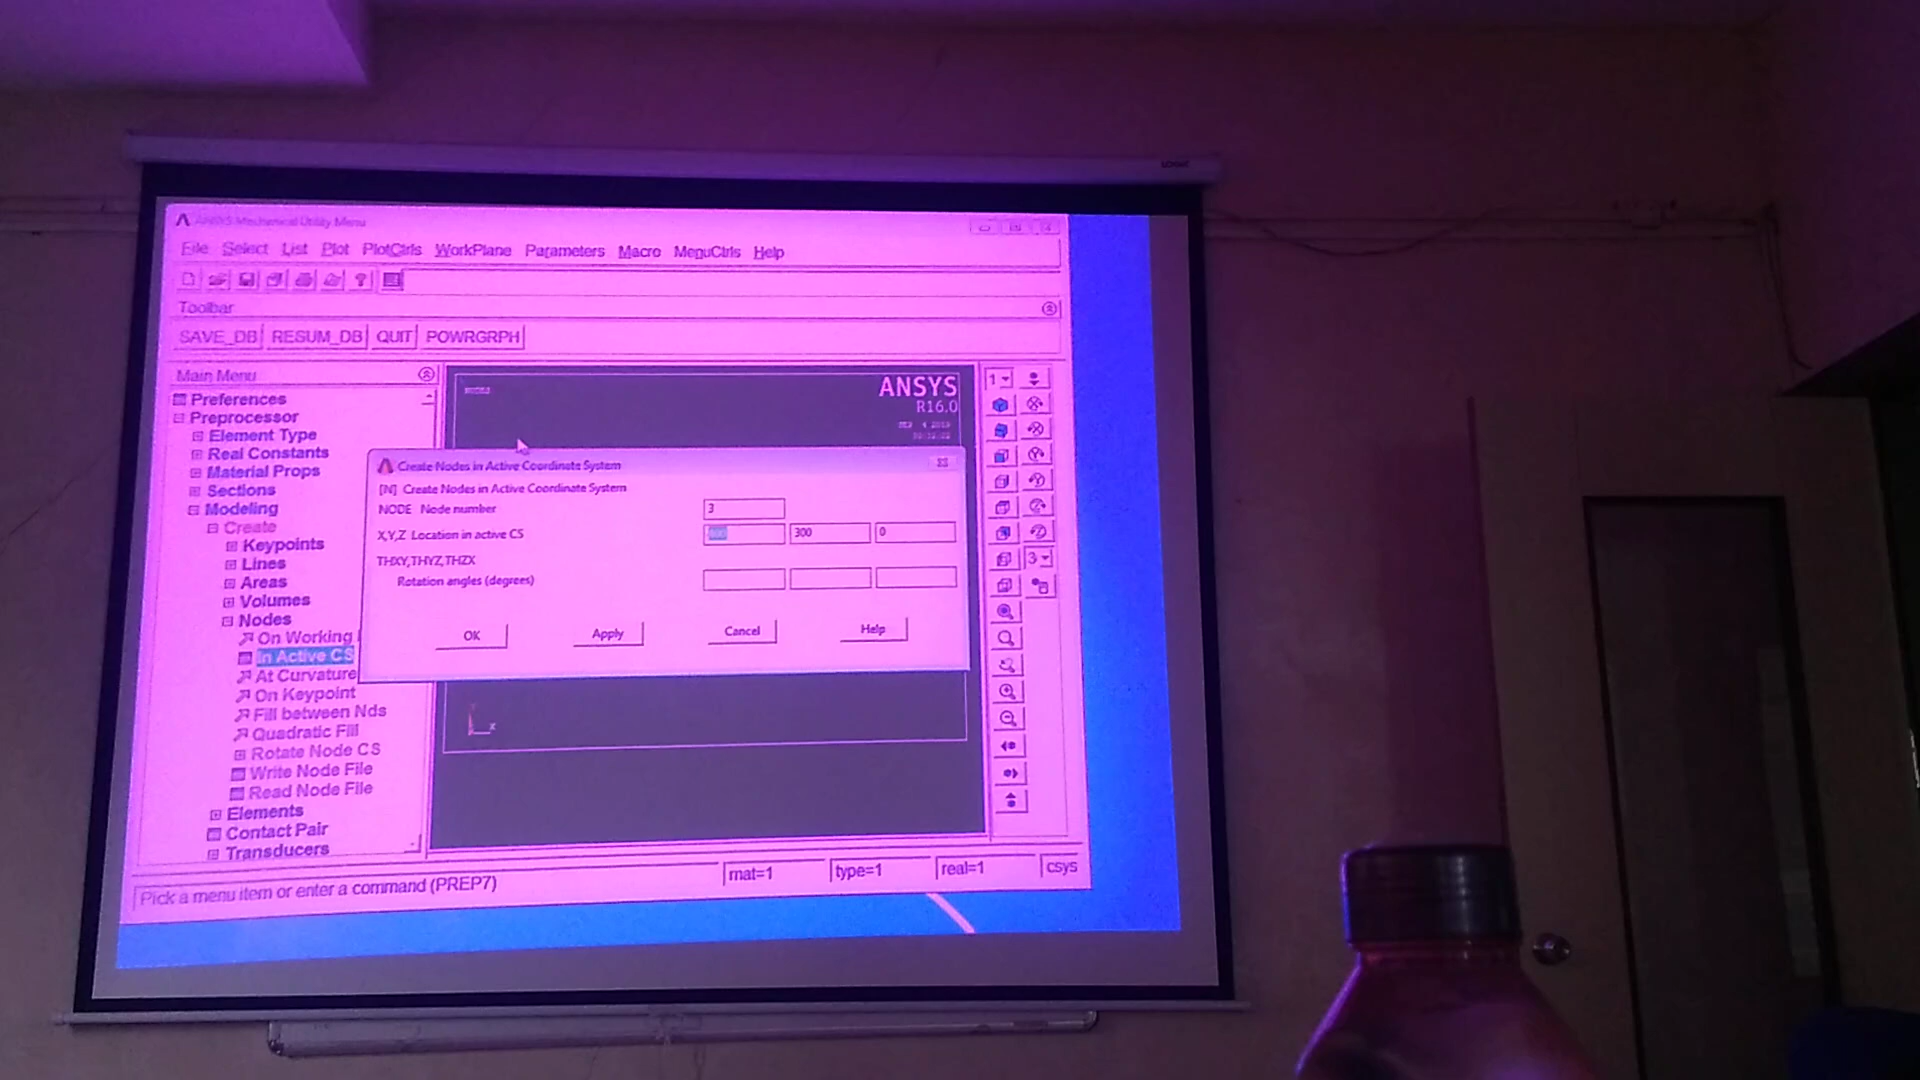 LOGIC
ANSYS Mechanical Utility Menu
File Select List Plot PlotCtrls WorkPlane Parameters Macro MenuCtrls Help
Toolbar
SAVE_DB RESUM_DB QUIT POWRGRPH
Main Menu
Preferences
Preprocessor
Element Type
Real Constants
Material Props
Sections
Modeling
Create
Keypoints
Lines
Areas
Volumes
Nodes
On Working
In Active CS
At Curvature
On Keypoint
Fill between Nds
Quadratic Fill
Rotate Node CS
Write Node File
Read Node File
Elements
Contact Pair
Transducers
NODES
ANSYS
R16.0
Create Nodes in Active Coordinate System
[N] Create Nodes in Active Coordinate System
NODE Node number 3
X,Y,Z Location in active CS 300 0
THXY,THYZ,THZX
Rotation angles (degrees)
OK Apply Cancel Help
Y
X
1
3
Pick a menu item or enter a command (PREP7) mat=1 type=1 real=1 csys